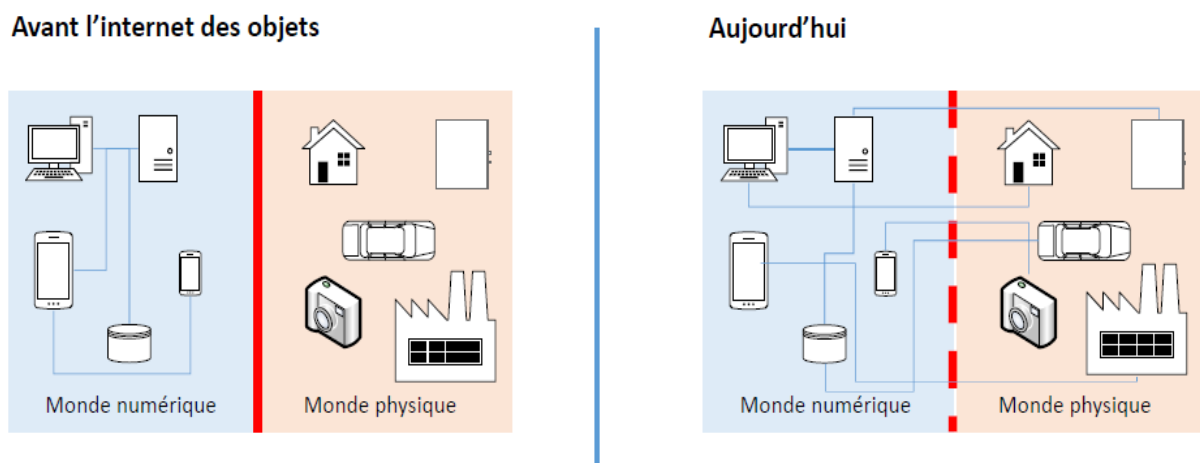 Avant l’internet des objets
Aujourd’hui
Monde numérique
Monde physique
Monde numérique
Monde physique